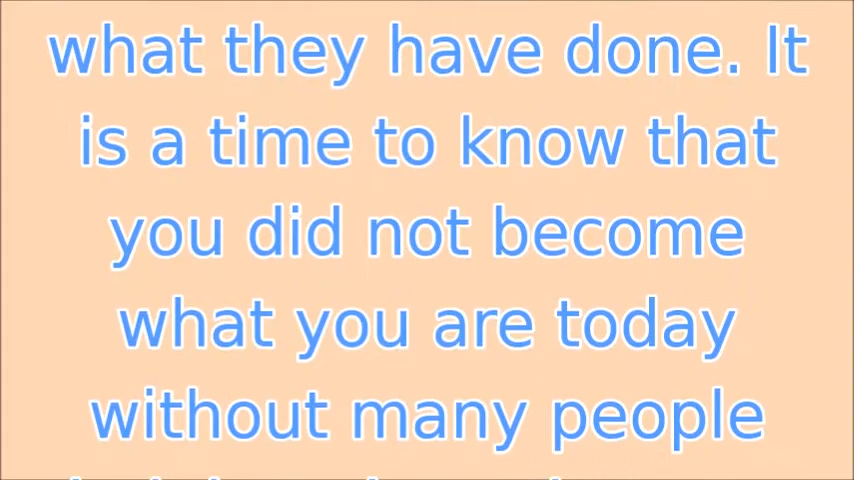 what they have done. It
is a time to know that
you did not become
what you are today
without many people